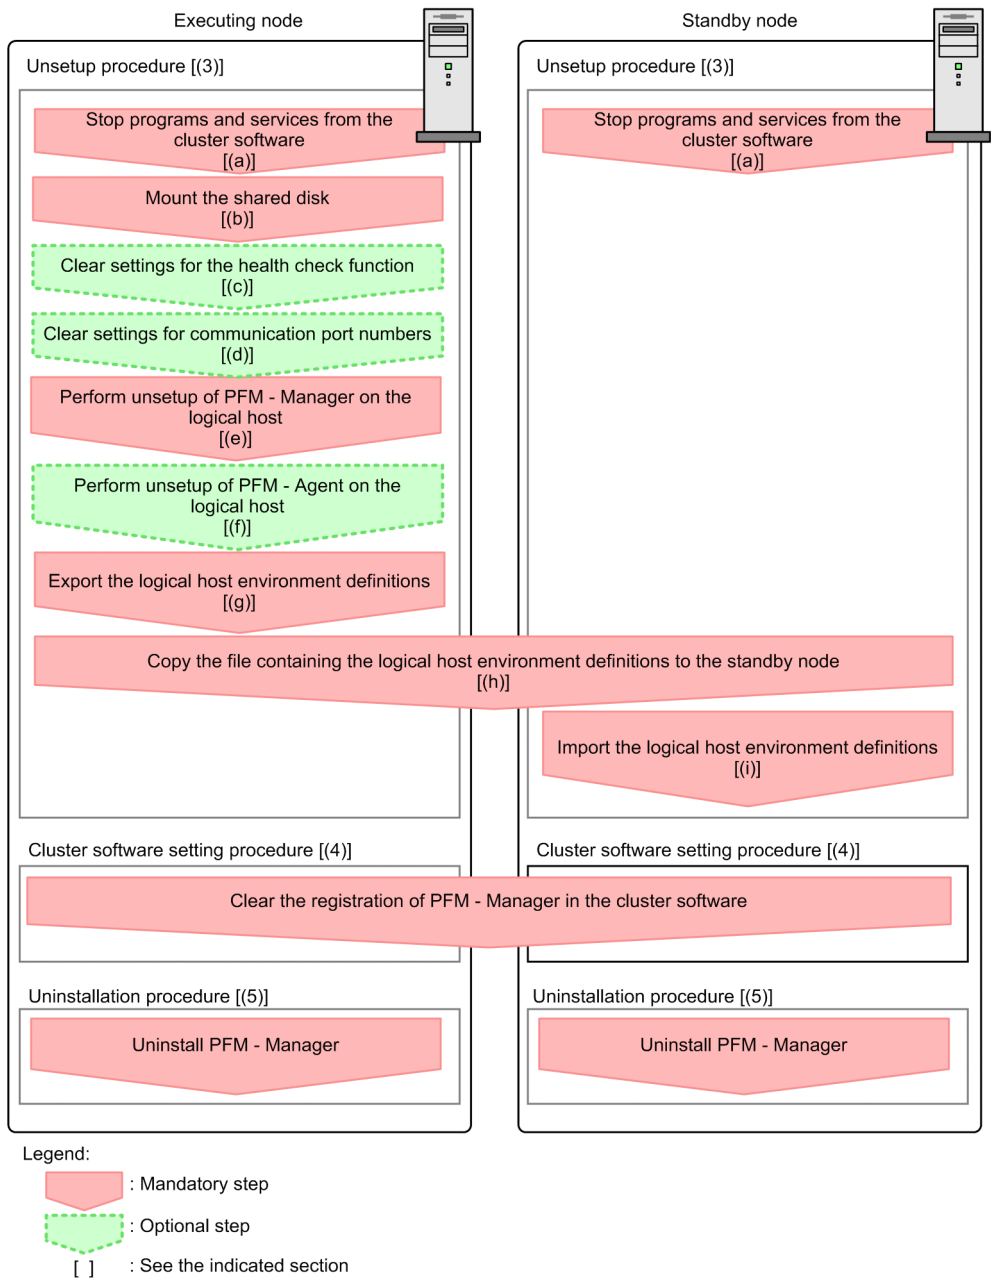 Executing node
Standby node
Unsetup procedure [(3)]
Unsetup procedure [(3)]
Stop programs and services from the
cluster software
[(a)]
Stop programs and services from the
cluster software
[(a)]
Mount the shared disk
[(b)]
Clear settings for the health check function
[(c)]
Clear settings for communication port numbers
[(d)]
Perform unsetup of PFM - Manager on the
logical host
[(e)]
Perform unsetup of PFM - Agent on the
logical host
[(f)]
Export the logical host environment definitions
[(g)]
Copy the file containing the logical host environment definitions to the standby node
[(h)]
Import the logical host environment definitions
[(i)]
Cluster software setting procedure [(4)]
Cluster software setting procedure [(4)]
Clear the registration of PFM - Manager in the cluster software
Uninstallation procedure [(5)]
Uninstallation procedure [(5)]
Uninstall PFM - Manager
Uninstall PFM - Manager
Legend:
: Mandatory step
: Optional step
[ ] : See the indicated section